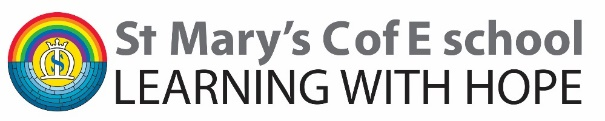 St Mary's C of E school
LEARNING WITH HOPE